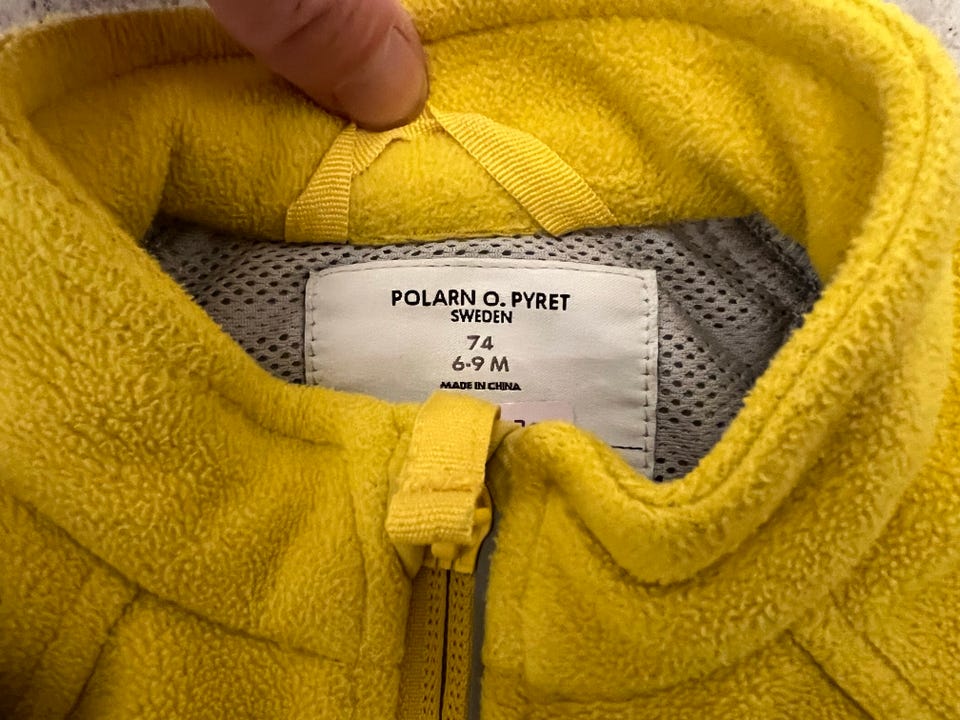 POLARN O. PYRET
SWEDEN
74
6-9 M
MADE IN CHINA